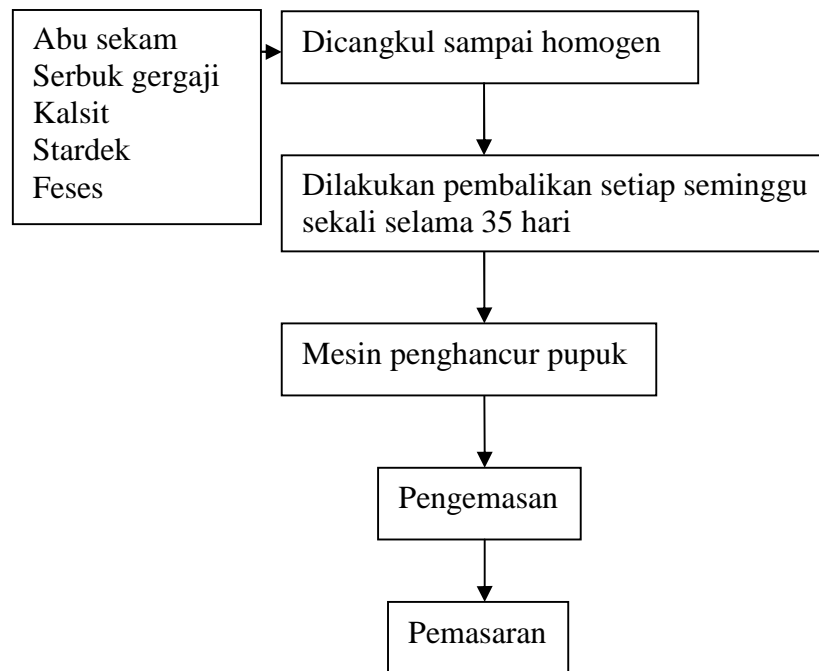 Abu sekam
Serbuk gergaji
Kalsit
Stardek
Feses
Dicangkul sampai homogen
Dilakukan pembalikan setiap seminggu
sekali selama 35 hari
Mesin penghancur pupuk
Pengemasan
Pemasaran